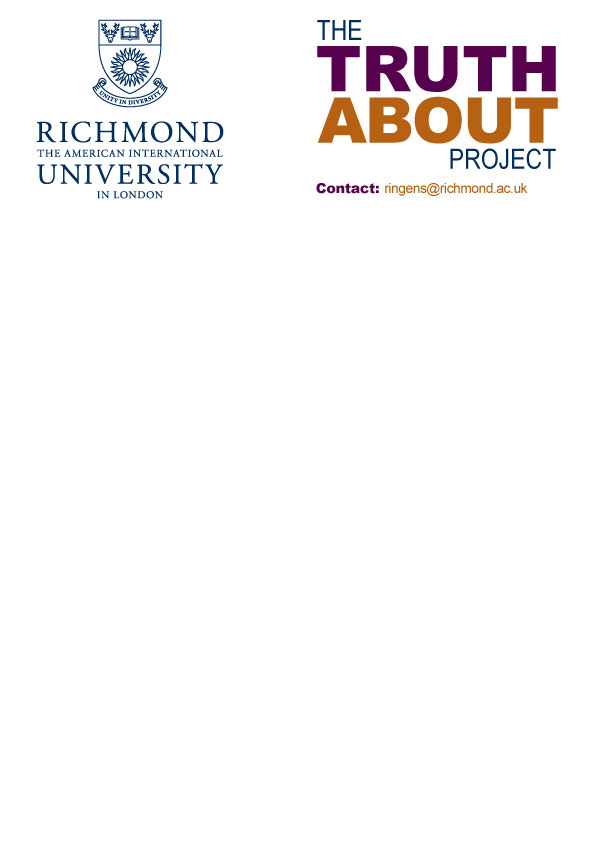 UNITY IN DIVERSITY
RICHMOND
THE AMERICAN INTERNATIONAL
UNIVERSITY
IN LONDON
THE
TRUTH
ABOUT
PROJECT
Contact: ringens@richmond.ac.uk